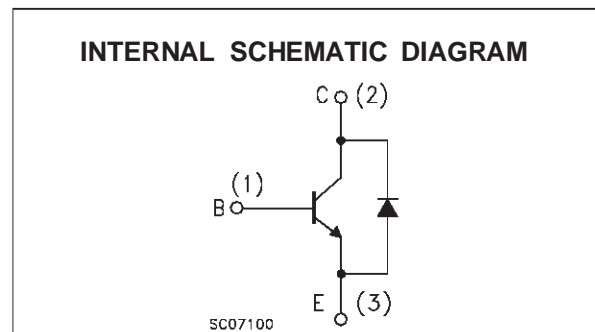 INTERNAL SCHEMATIC DIAGRAM
C (2)
(1)
B
E (3)
SC07100